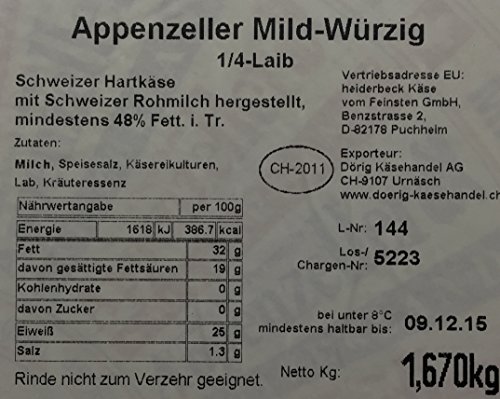 Appenzeller Mild-Würzig
1/4-Laib
Schweizer Hartkäse
mit Schweizer Rohmilch hergestellt,
mindestens 48% Fett. i. Tr.
Zutaten:
Milch, Speisesalz, Käsereikulturen,
Lab, Kräuteressenz
Nährwertangabe per 100g
Energie 1618 kJ 386.7 kcal
Fett 32 g
davon gesättigte Fettsäuren 19 g
Kohlenhydrate 0 g
davon Zucker 0 g
Eiweiß 25 g
Salz 1.3 g
Rinde nicht zum Verzehr geeignet.
Vertriebsadresse EU:
heiderbeck Käse
vom Feinsten GmbH,
Benzstrasse 2,
D-82178 Puchheim
CH-2011
Exporteur:
Dörig Käsehandel AG
CH-9107 Urnäsch
www.doerig-kaesehandel.c
L-Nr: 144
Los-/
Chargen-Nr: 5223
bei unter 8°C
mindestens haltbar bis: 09.12.15
Netto Kg: 1,670kg